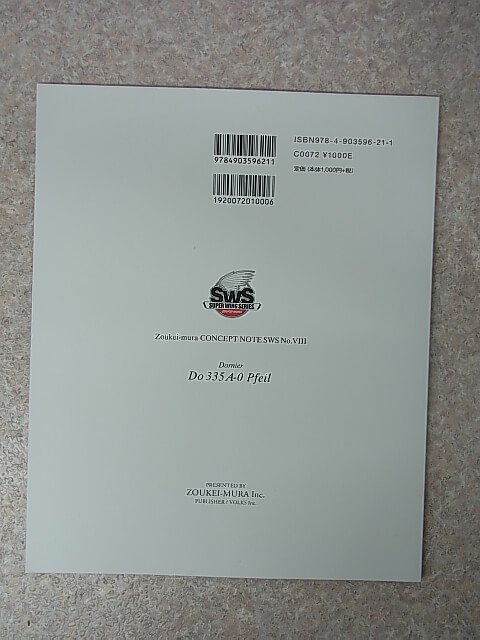 ISBN978-4-903596-21-1
9784903596211
C0072 ¥1000E
定価 (本体1,000円+税)
1920072010006
SWS
SUPER WING SERIES
Zoukei-mura CONCEPT NOTE SWS No.VIII
Dornier
Do 335 A-0 Pfeil
PRESENTED BY
ZOUKEI-MURA Inc.
PUBLISHER / VOLKS Inc.